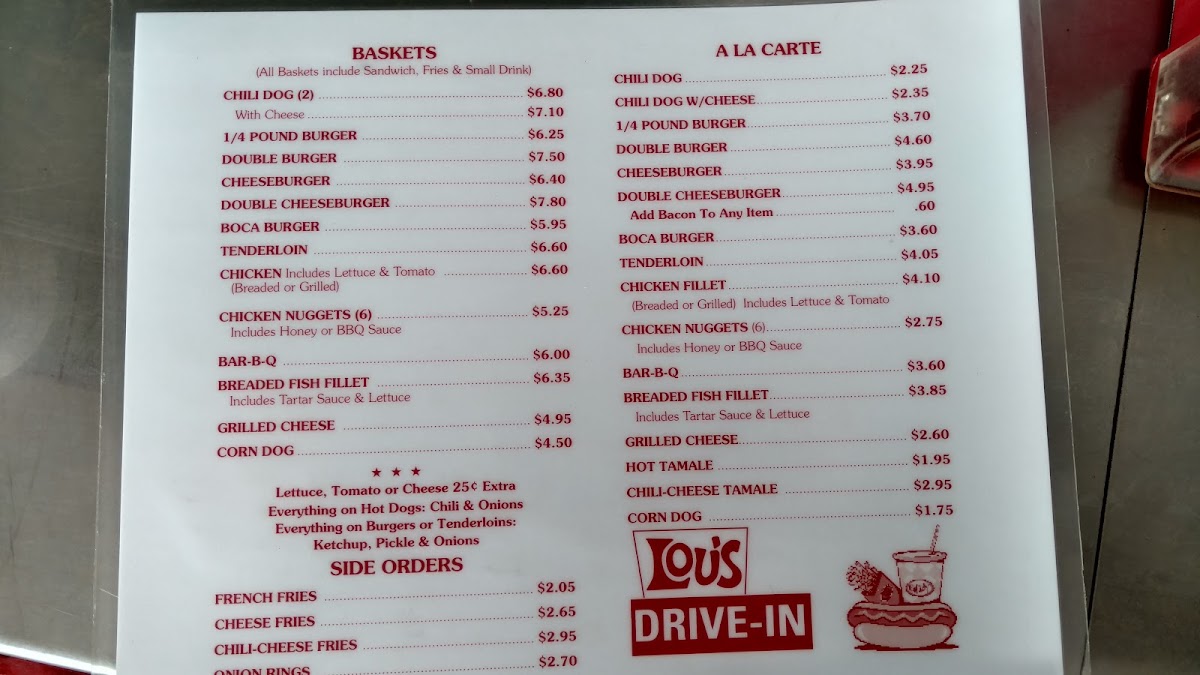 BASKETS
(All Baskets include Sandwich, Fries & Small Drink)
CHILI DOG (2) $6.80
With Cheese $7.10
1/4 POUND BURGER $6.25
DOUBLE BURGER $7.50
CHEESEBURGER $6.40
DOUBLE CHEESEBURGER $7.80
BOCA BURGER $5.95
TENDERLOIN $6.60
CHICKEN Includes Lettuce & Tomato $6.60
(Breaded or Grilled)
CHICKEN NUGGETS (6) $5.25
Includes Honey or BBQ Sauce
BAR-B-Q $6.00
BREADED FISH FILLET $6.35
Includes Tartar Sauce & Lettuce
GRILLED CHEESE $4.95
CORN DOG $4.50
★ ★ ★
Lettuce, Tomato or Cheese 25¢ Extra
Everything on Hot Dogs: Chili & Onions
Everything on Burgers or Tenderloins:
Ketchup, Pickle & Onions
SIDE ORDERS
FRENCH FRIES $2.05
CHEESE FRIES $2.65
CHILI-CHEESE FRIES $2.95
ONION RINGS $2.70
A LA CARTE
CHILI DOG $2.25
CHILI DOG W/CHEESE $2.35
1/4 POUND BURGER $3.70
DOUBLE BURGER $4.60
CHEESEBURGER $3.95
DOUBLE CHEESEBURGER $4.95
Add Bacon To Any Item .60
BOCA BURGER $3.60
TENDERLOIN $4.05
CHICKEN FILLET $4.10
(Breaded or Grilled) Includes Lettuce & Tomato
CHICKEN NUGGETS (6) $2.75
Includes Honey or BBQ Sauce
BAR-B-Q $3.60
BREADED FISH FILLET $3.85
Includes Tartar Sauce & Lettuce
GRILLED CHEESE $2.60
HOT TAMALE $1.95
CHILI-CHEESE TAMALE $2.95
CORN DOG $1.75
LOU'S
DRIVE-IN